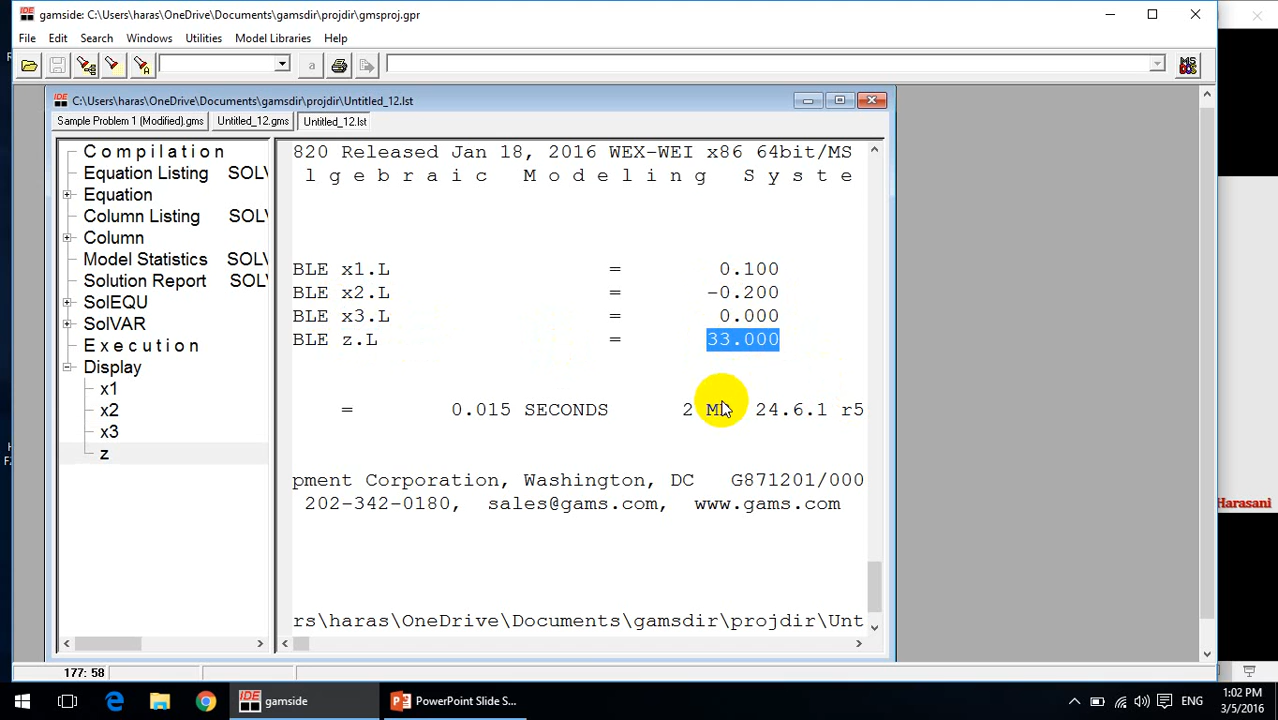 gamside: C:\Users\haras\OneDrive\Documents\gamsdir\projdir\gmsproj.gpr
File Edit Search Windows Utilities Model Libraries Help
C:\Users\haras\OneDrive\Documents\gamsdir\projdir\Untitled_12.lst
Sample Problem 1 (Modified).gms Untitled_12.gms Untitled_12.lst
Compilation
Equation Listing SOLV
Equation
Column Listing SOLV
Column
Model Statistics SOLV
Solution Report SOLV
SolEQU
SolVAR
Execution
Display
x1
x2
x3
z
820 Released Jan 18, 2016 WEX-WEI x86 64bit/MS
l g e b r a i c M o d e l i n g S y s t e
BLE x1.L = 0.100
BLE x2.L = -0.200
BLE x3.L = 0.000
BLE z.L = 33.000
= 0.015 SECONDS 2 MB 24.6.1 r5
pment Corporation, Washington, DC G871201/000
202-342-0180, sales@gams.com, www.gams.com
rs\haras\OneDrive\Documents\gamsdir\projdir\Unt
177: 58
Harasani
gamside
PowerPoint Slide S...
ENG
1:02 PM
3/5/2016